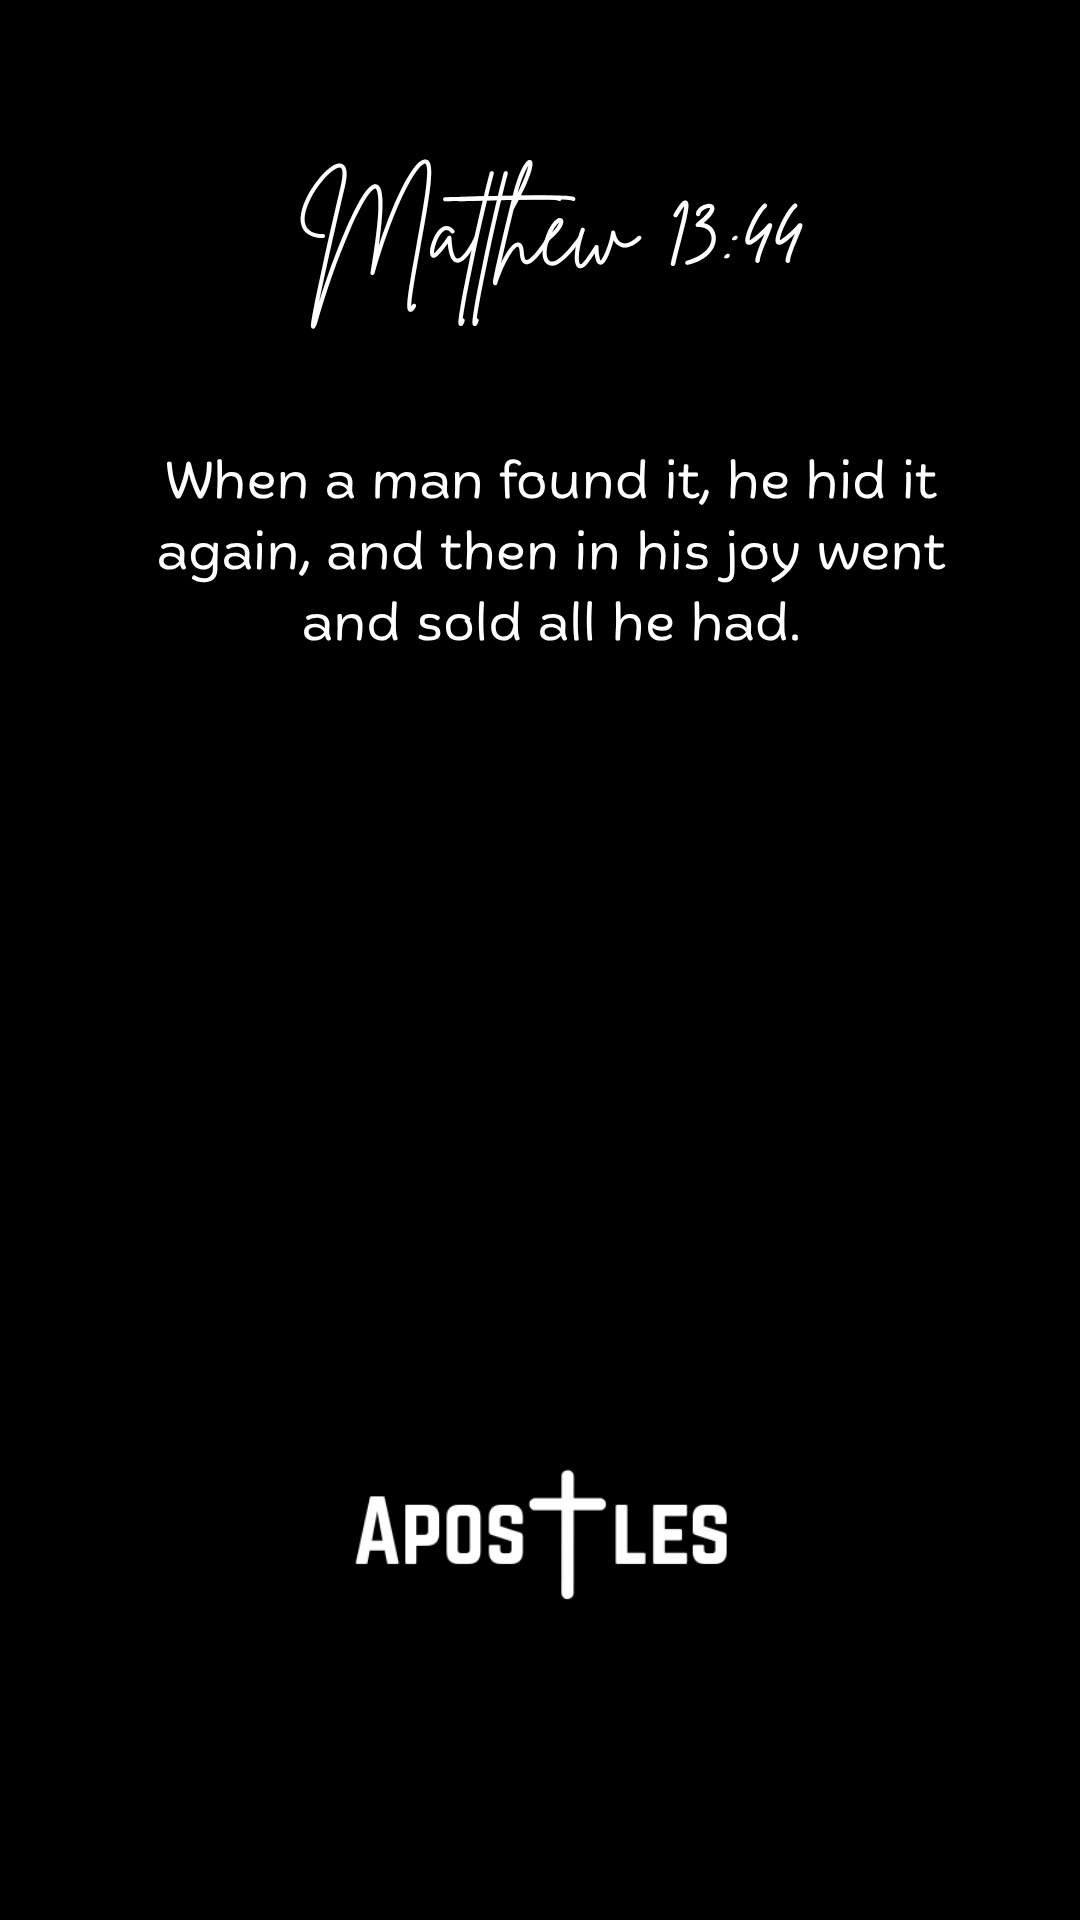 Matthew 13:44
When a man found it, he hid it
again, and then in his joy went
and sold all he had.
APOSTLES